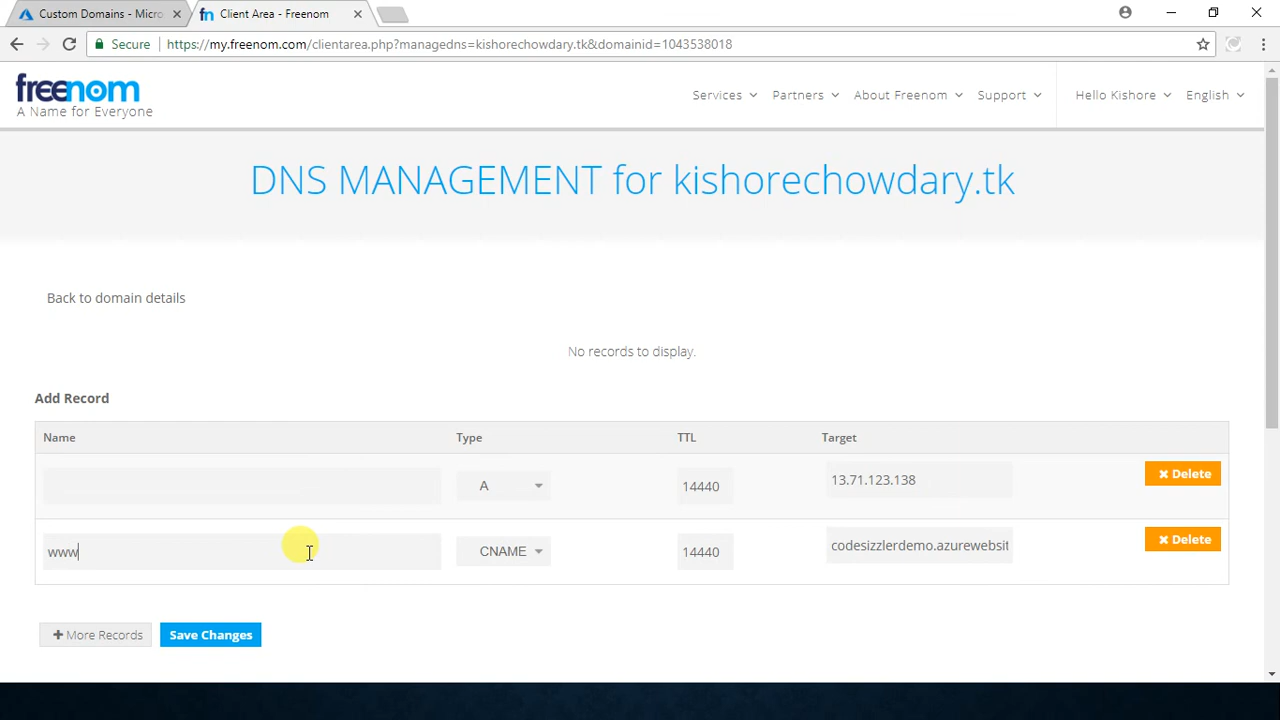 Custom Domains - Micro
Client Area - Freenom
Secure
https://my.freenom.com/clientarea.php?managedns=kishorechowdary.tk&domainid=1043538018
freenom
A Name for Everyone
Services
Partners
About Freenom
Support
Hello Kishore
English
DNS MANAGEMENT for kishorechowdary.tk
Back to domain details
No records to display.
Add Record
Name
Type
TTL
Target
A
14440
13.71.123.138
Delete
www
CNAME
14440
codesizzlerdemo.azurewebsit
Delete
More Records
Save Changes